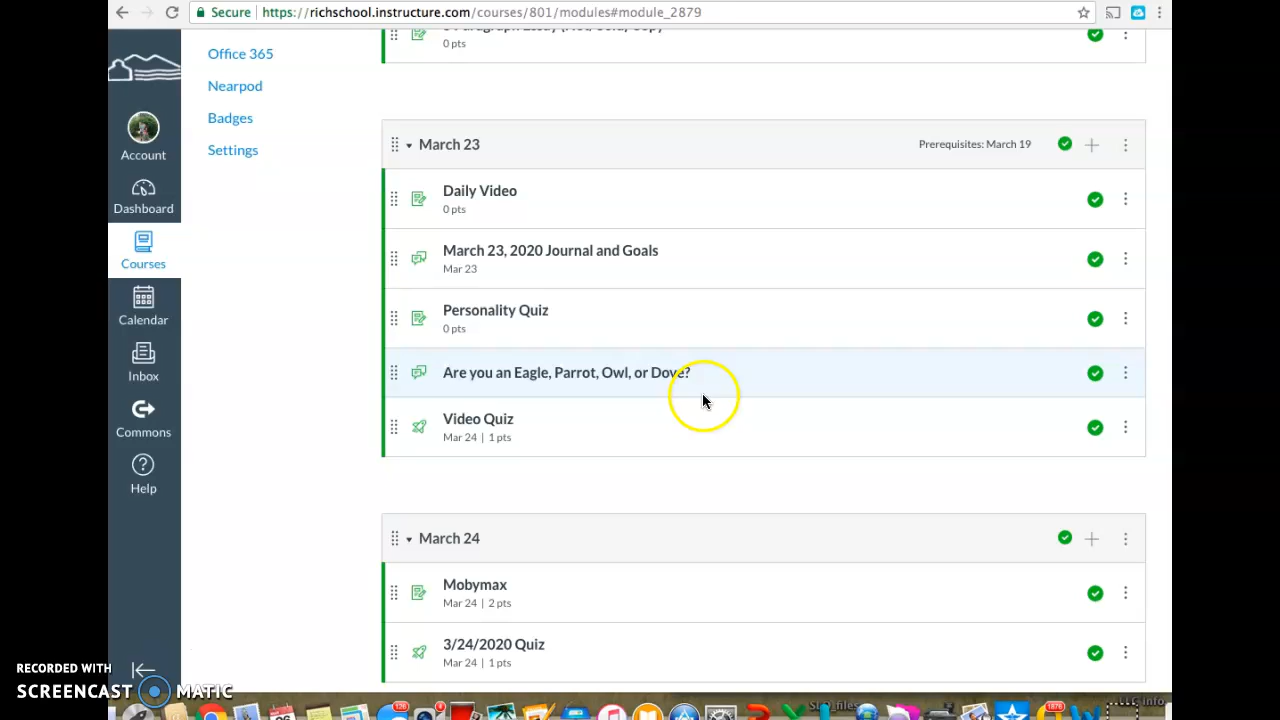 Secure | https://richschool.instructure.com/courses/801/modules#module_2879
Office 365
Nearpod
Badges
Settings
Account
Dashboard
Courses
Calendar
Inbox
Commons
Help
0 pts
March 23
Prerequisites: March 19
Daily Video
0 pts
March 23, 2020 Journal and Goals
Mar 23
Personality Quiz
0 pts
Are you an Eagle, Parrot, Owl, or Dove?
Video Quiz
Mar 24 | 1 pts
March 24
Mobymax
Mar 24 | 2 pts
3/24/2020 Quiz
Mar 24 | 1 pts
RECORDED WITH
SCREENCAST MATIC